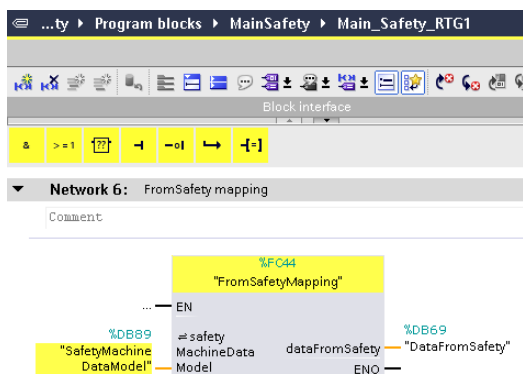 ...ty ▸ Program blocks ▸ MainSafety ▸ Main_Safety_RTG1
Block interface
& >=1 ??
Network 6: FromSafety mapping
Comment
%FC44
"FromSafetyMapping"
... EN
%DB89
"SafetyMachine
DataModel"
safety
MachineData
Model
dataFromSafety
ENO
%DB69
"DataFromSafety"